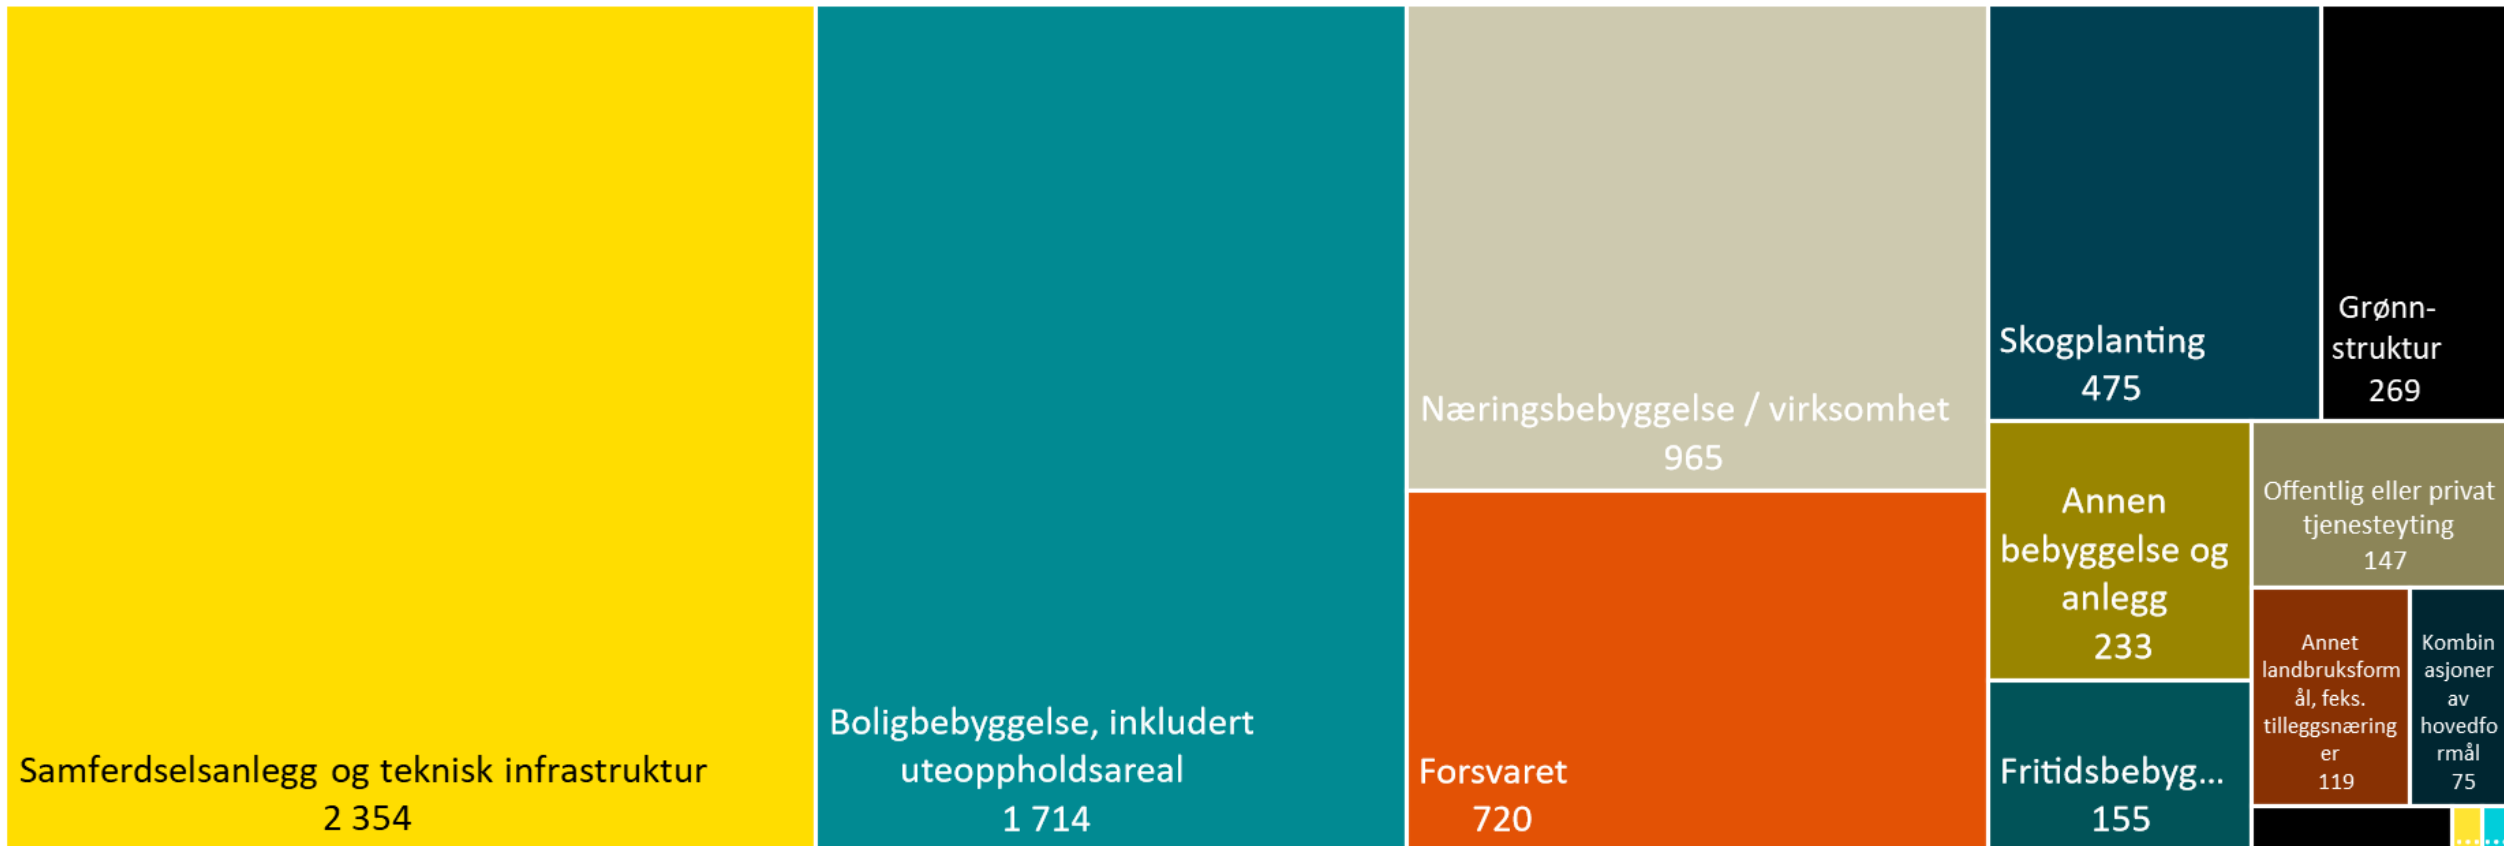 Samferdselsanlegg og teknisk infrastruktur
2 354
Boligbebyggelse, inkludert
uteoppholdsareal
1 714
Næringsbebyggelse / virksomhet
965
Forsvaret
720
Skogplanting
475
Grønn-
struktur
269
Annen
bebyggelse og
anlegg
233
Offentlig eller privat
tjenesteyting
147
Fritidsbebyg...
155
Annet
landbruksform
ål, feks.
tilleggsnæring
er
119
Kombin
asjoner
av
hovedfo
rmål
75
...
...